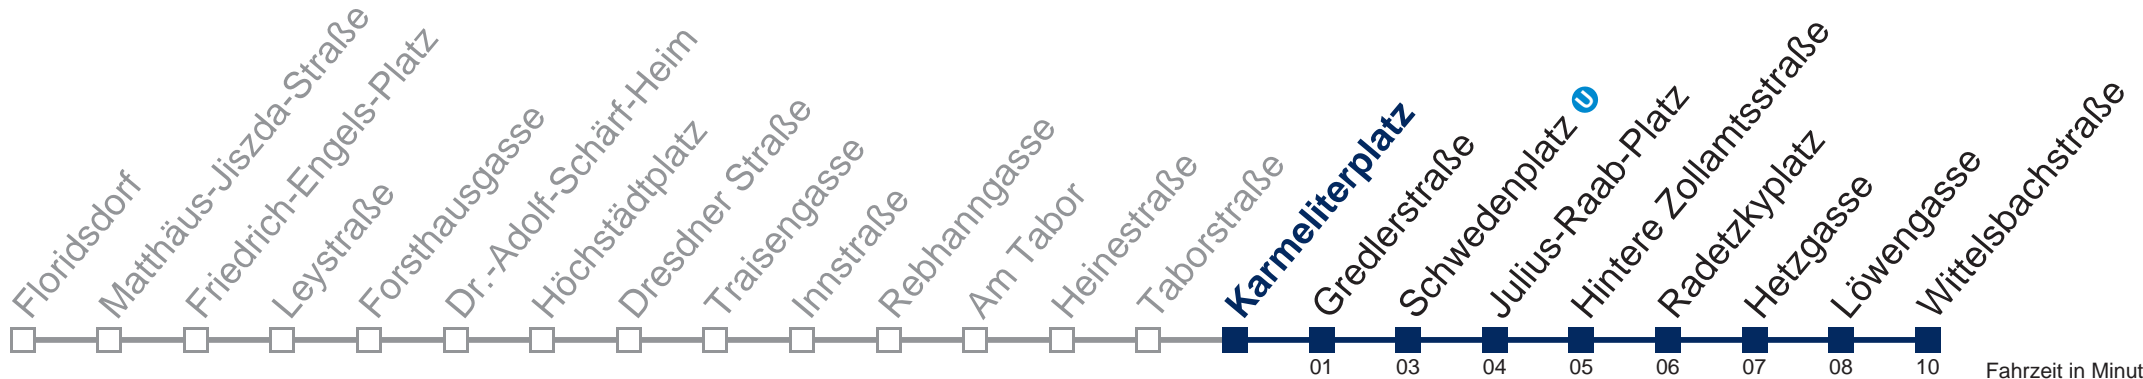 Floridsdorf
Matthäus-Jiszda-Straße
Friedrich-Engels-Platz
Leystraße
Forsthausgasse
Dr.-Adolf-Schärf-Heim
Höchstädtplatz
Dresdner Straße
Traisengasse
Innstraße
Rebhanngasse
Am Tabor
Heinestraße
Taborstraße
Karmeliterplatz
Gredlerstraße
Schwedenplatz U
Julius-Raab-Platz
Hintere Zollamtsstraße
Radetzkyplatz
Hetzgasse
Löwengasse
Wittelsbachstraße
01 03 04 05 06 07 08 10
Fahrzeit in Minut